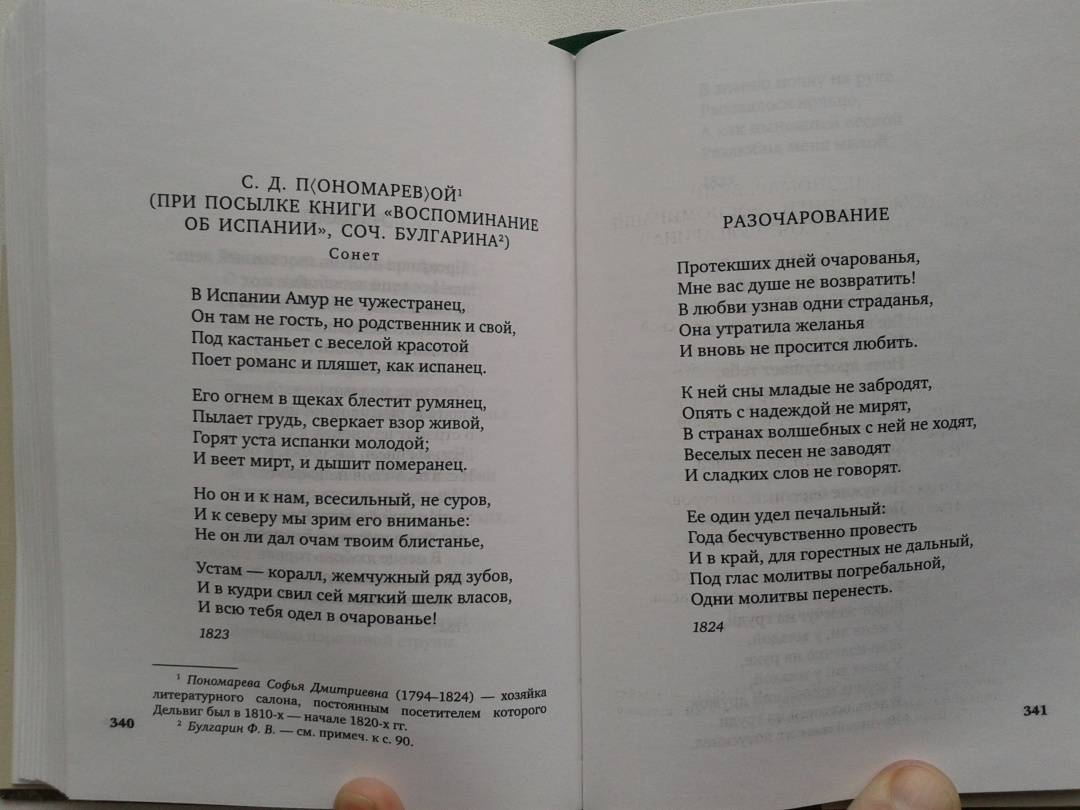 С. Д. П⟨ОНОМАРЕВ⟩ОЙ¹
(ПРИ ПОСЫЛКЕ КНИГИ «ВОСПОМИНАНИЕ
ОБ ИСПАНИИ», СОЧ. БУЛГАРИНА²)
Сонет
В Испании Амур не чужестранец,
Он там не гость, но родственник и свой,
Под кастаньет с веселой красотой
Поет романс и пляшет, как испанец.
Его огнем в щеках блестит румянец,
Пылает грудь, сверкает взор живой,
Горят уста испанки молодой;
И веет мирт, и дышит померанец.
Но он и к нам, всесильный, не суров,
И к северу мы зрим его вниманье:
Не он ли дал очам твоим блистанье,
Устам — коралл, жемчужный ряд зубов,
И в кудри свил сей мягкий шелк власов,
И всю тебя одел в очарованье!
1823
¹ Пономарева Софья Дмитриевна (1794–1824) — хозяйка
литературного салона, постоянным посетителем которого
Дельвиг был в 1810-х — начале 1820-х гг.
² Булгарин Ф. В. — см. примеч. к с. 90.
340
РАЗОЧАРОВАНИЕ
Протекших дней очарованья,
Мне вас душе не возвратить!
В любви узнав одни страданья,
Она утратила желанья
И вновь не просится любить.
К ней сны младые не забродят,
Опять с надеждой не мирят,
В странах волшебных с ней не ходят,
Веселых песен не заводят
И сладких слов не говорят.
Ее один удел печальный:
Года бесчувственно провесть
И в край, для горестных не дальный,
Под глас молитвы погребальной,
Одни молитвы перенесть.
1824
341